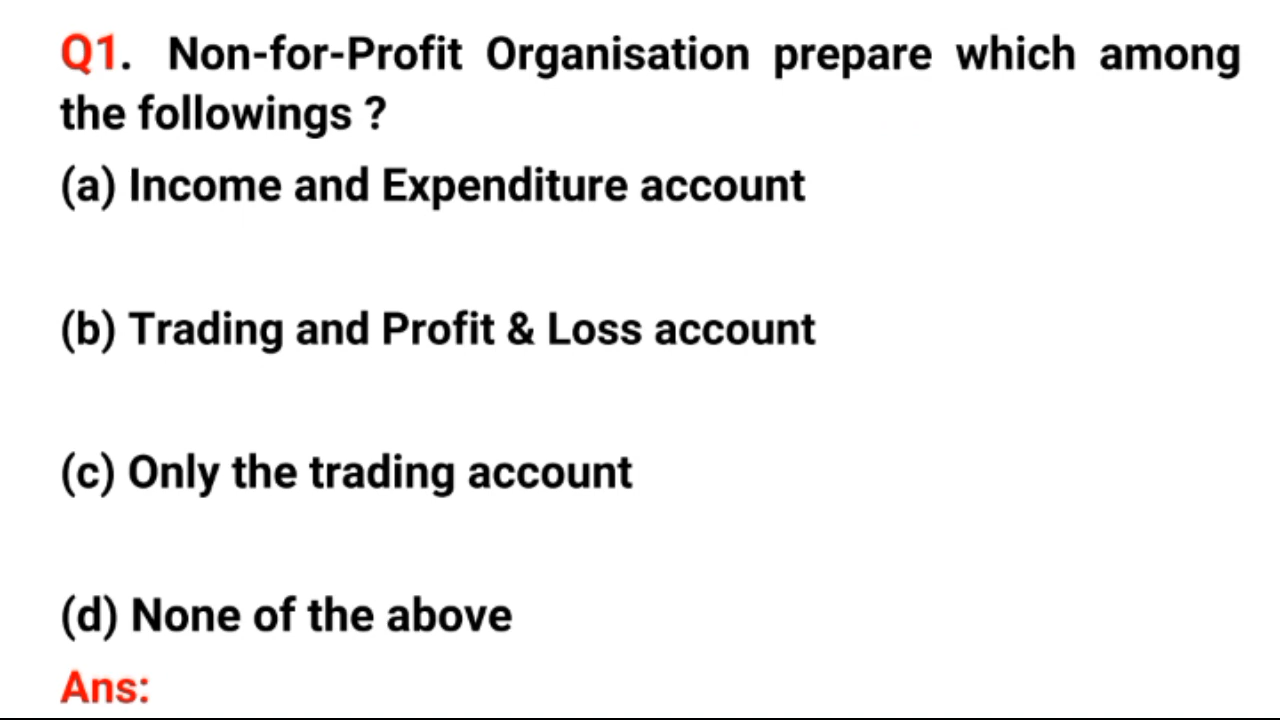 Q1. Non-for-Profit Organisation prepare which among
the followings ?
(a) Income and Expenditure account
(b) Trading and Profit & Loss account
(c) Only the trading account
(d) None of the above
Ans: